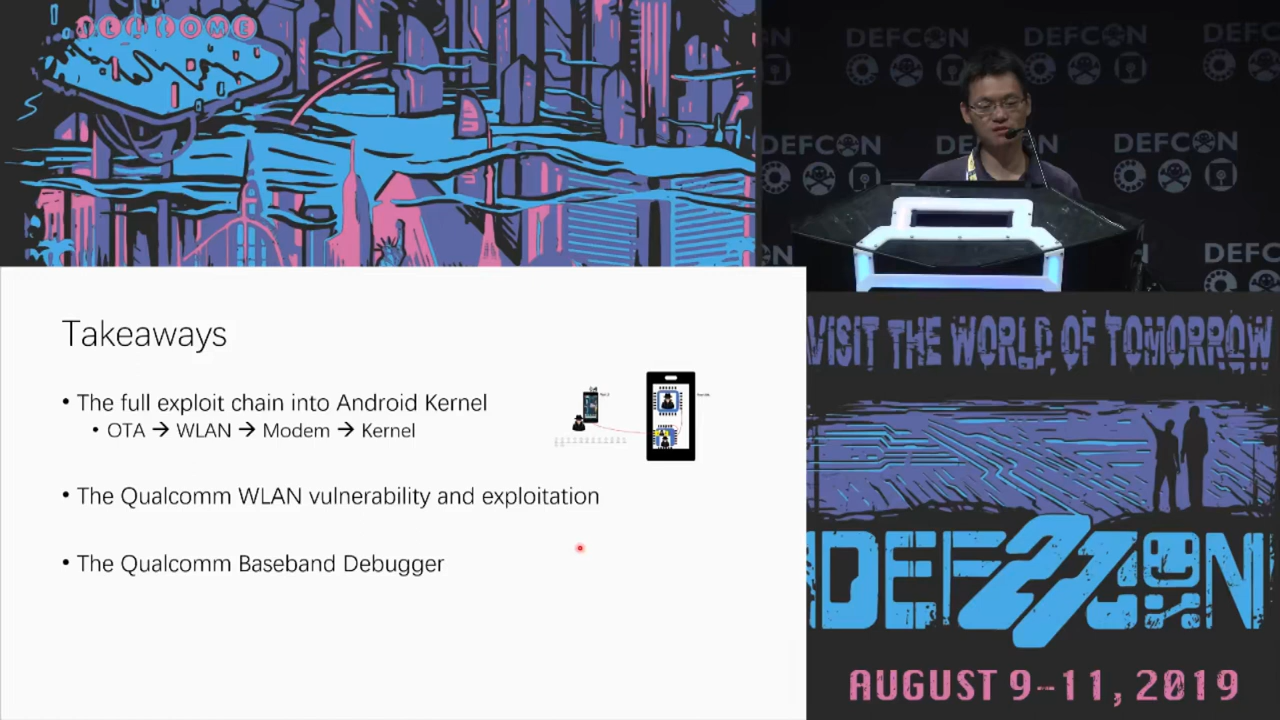 WELCOME
DEFCON DEFCON DEF
DEFCON DEFCON DEFCON
DEFCON
Takeaways
• The full exploit chain into Android Kernel
• OTA → WLAN → Modem → Kernel
• The Qualcomm WLAN vulnerability and exploitation
• The Qualcomm Baseband Debugger
VISIT THE WORLD OF TOMORROW
DEF27CON
AUGUST 9-11, 2019